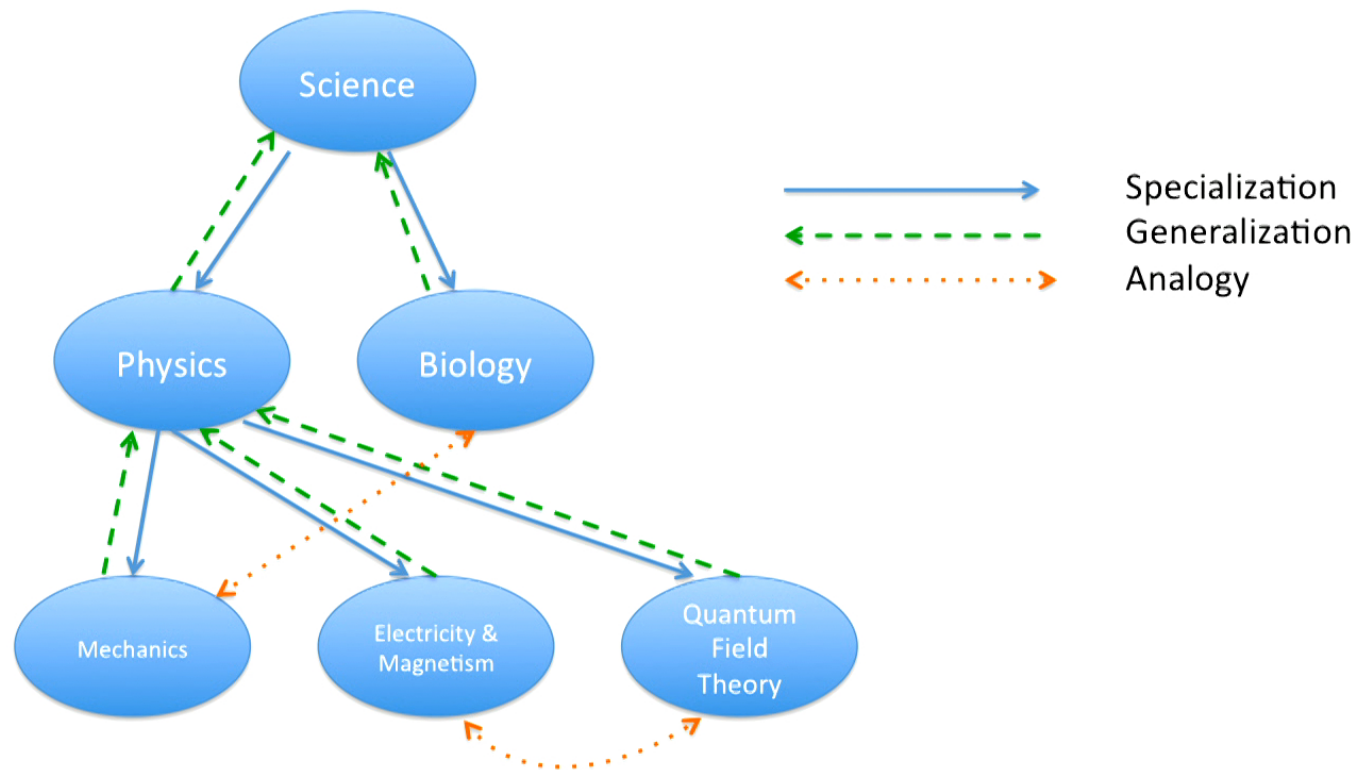 Science
Specialization
Generalization
Analogy
Physics
Biology
Mechanics
Electricity &
Magnetism
Quantum
Field
Theory